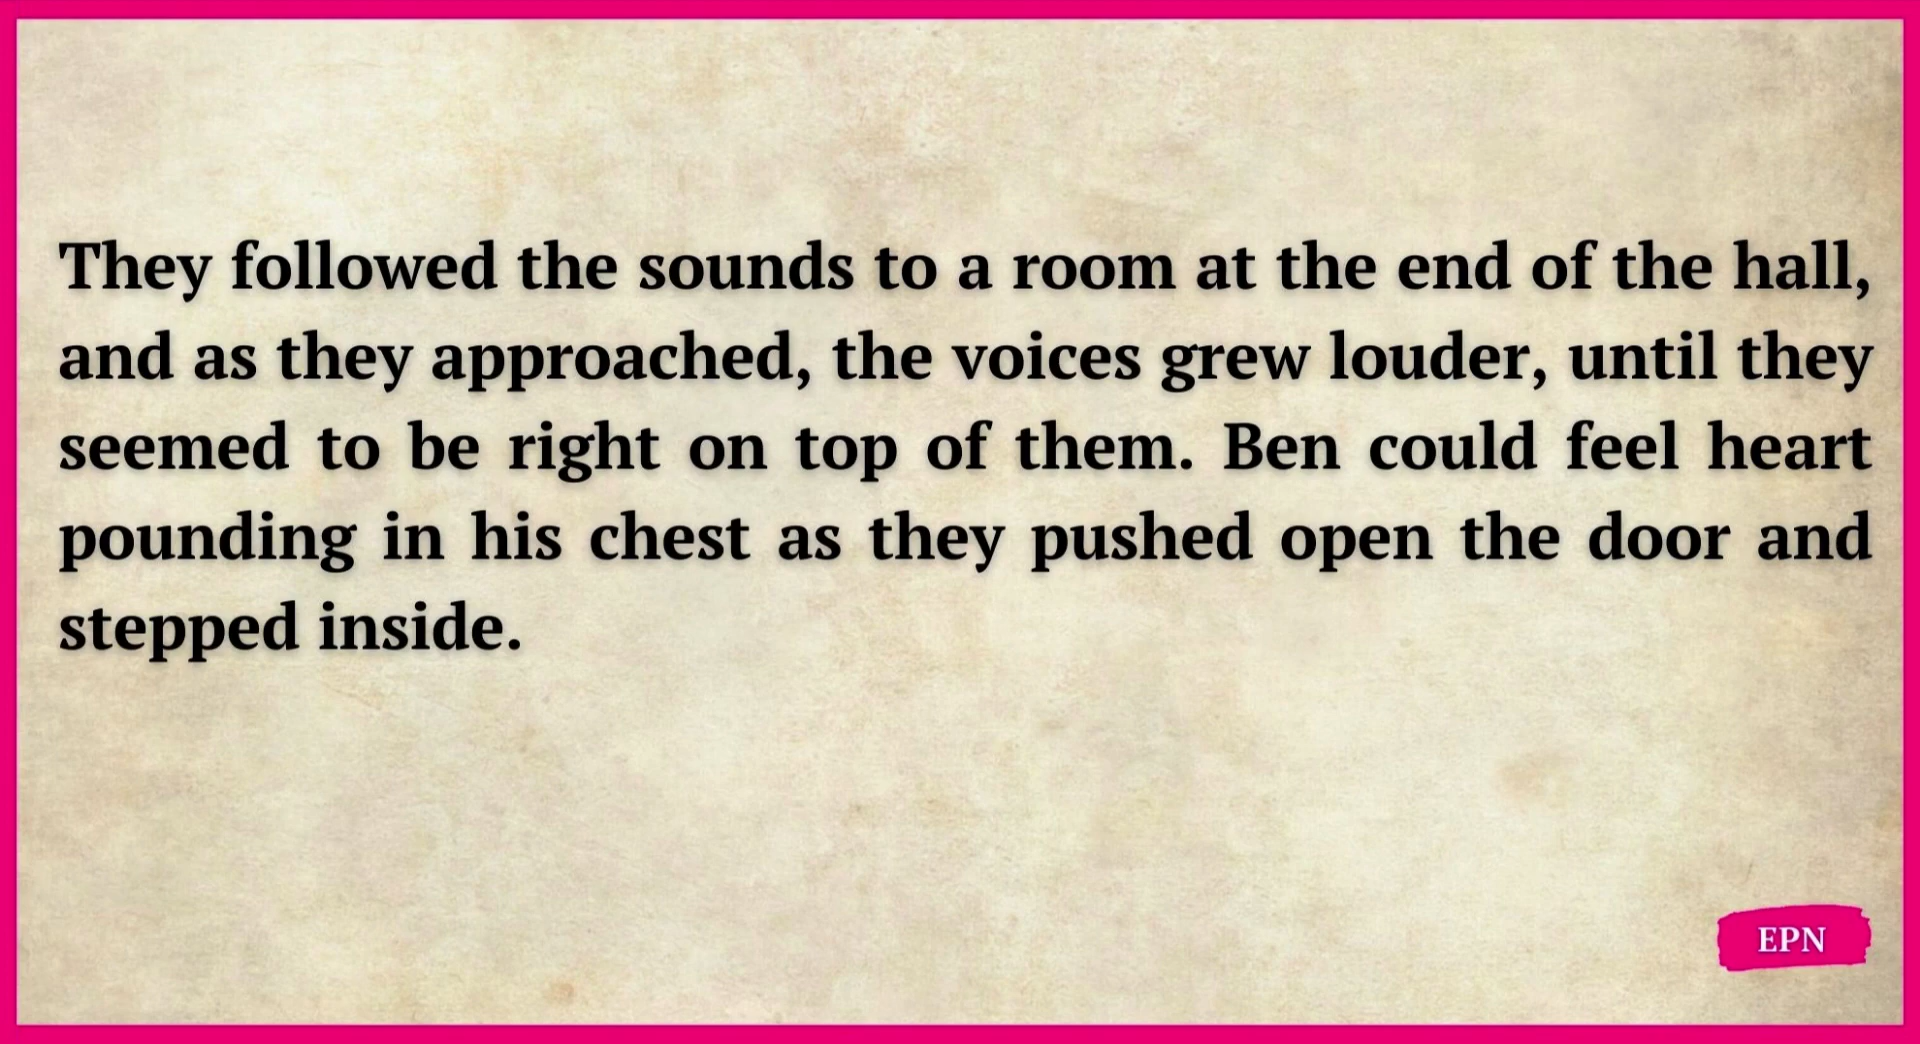 They followed the sounds to a room at the end of the hall,
and as they approached, the voices grew louder, until they
seemed to be right on top of them. Ben could feel heart
pounding in his chest as they pushed open the door and
stepped inside.
EPN